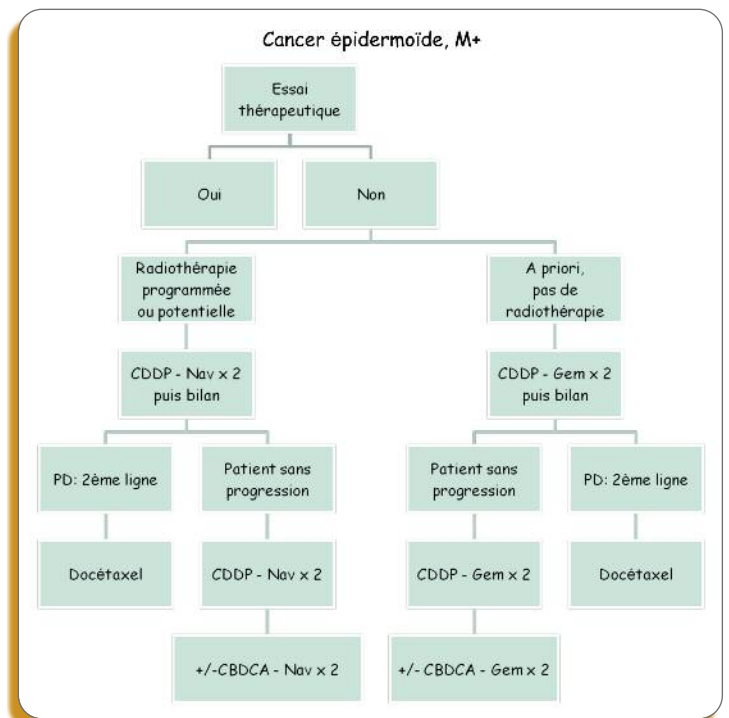 Cancer épidermoïde, M+
Essai
thérapeutique
Oui
Non
Radiothérapie
programmée
ou potentielle
A priori,
pas de
radiothérapie
CDDP - Nav x 2
puis bilan
CDDP - Gem x 2
puis bilan
PD: 2ème ligne
Patient sans
progression
Patient sans
progression
PD: 2ème ligne
Docétaxel
CDDP - Nav x 2
CDDP - Gem x 2
Docétaxel
+/-CBDCA - Nav x 2
+/- CBDCA - Gem x 2